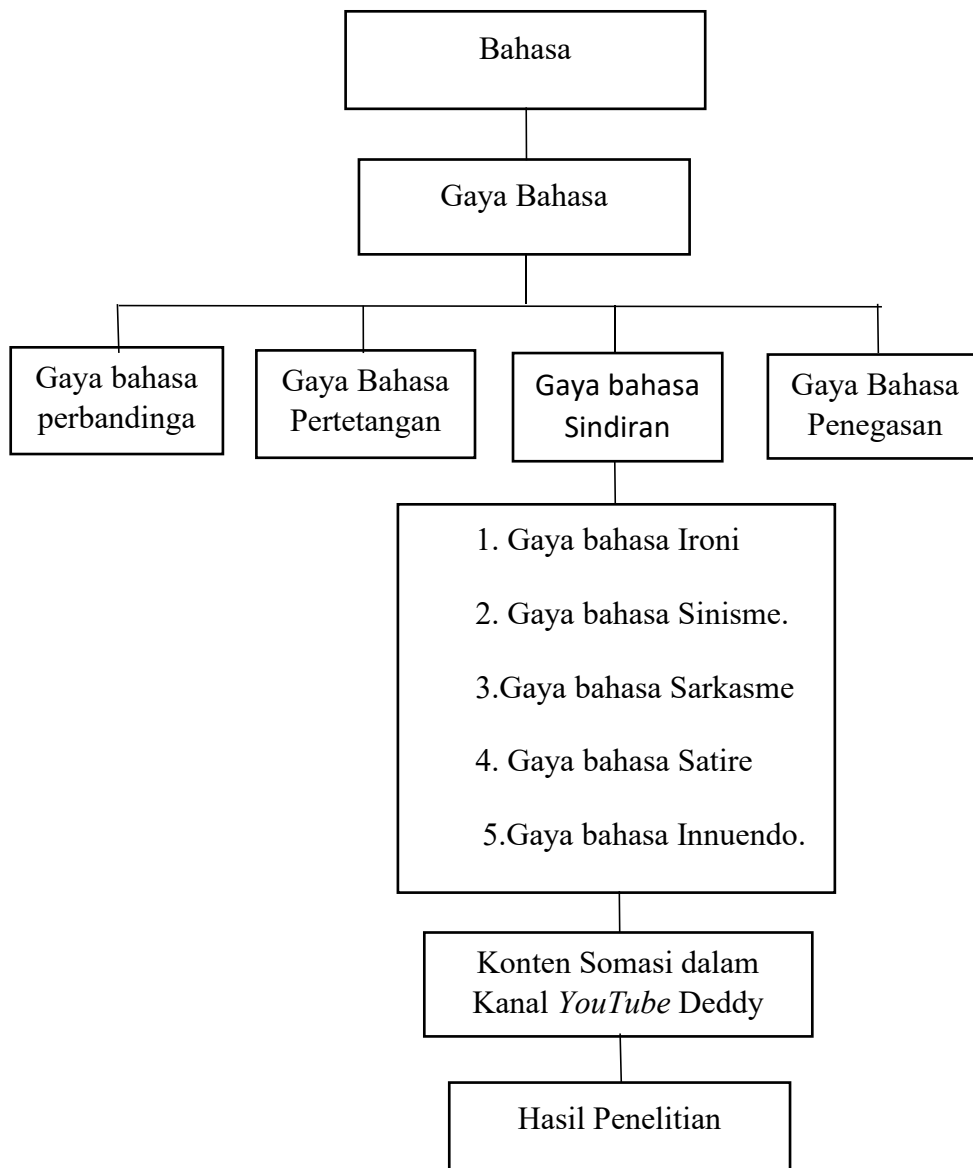 Bahasa
Gaya Bahasa
Gaya bahasa
perbandinga
Gaya Bahasa
Pertetangan
Gaya bahasa
Sindiran
Gaya Bahasa
Penegasan
1. Gaya bahasa Ironi
2. Gaya bahasa Sinisme.
3.Gaya bahasa Sarkasme
4. Gaya bahasa Satire
5.Gaya bahasa Innuendo.
Konten Somasi dalam
Kanal YouTube Deddy
Hasil Penelitian